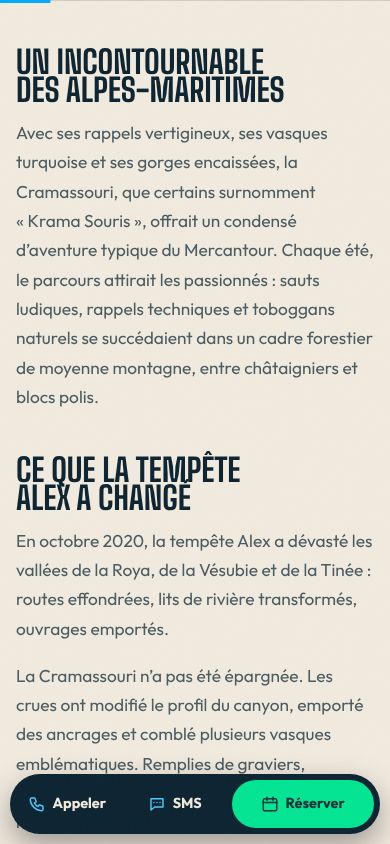 UN INCONTOURNABLE
DES ALPES-MARITIMES
Avec ses rappels vertigineux, ses vasques
turquoise et ses gorges encaissées, la
Cramassouri, que certains surnomment
« Krama Souris », offrait un condensé
d’aventure typique du Mercantour. Chaque été,
le parcours attirait les passionnés : sauts
ludiques, rappels techniques et toboggans
naturels se succédaient dans un cadre forestier
de moyenne montagne, entre châtaigniers et
blocs polis.
CE QUE LA TEMPÊTE
ALEX A CHANGÉ
En octobre 2020, la tempête Alex a dévasté les
vallées de la Roya, de la Vésubie et de la Tinée :
routes effondrées, lits de rivière transformés,
ouvrages emportés.
La Cramassouri n’a pas été épargnée. Les
crues ont modifié le profil du canyon, emporté
des ancrages et comblé plusieurs vasques
emblématiques. Remplies de graviers,
Appeler
SMS
Réserver